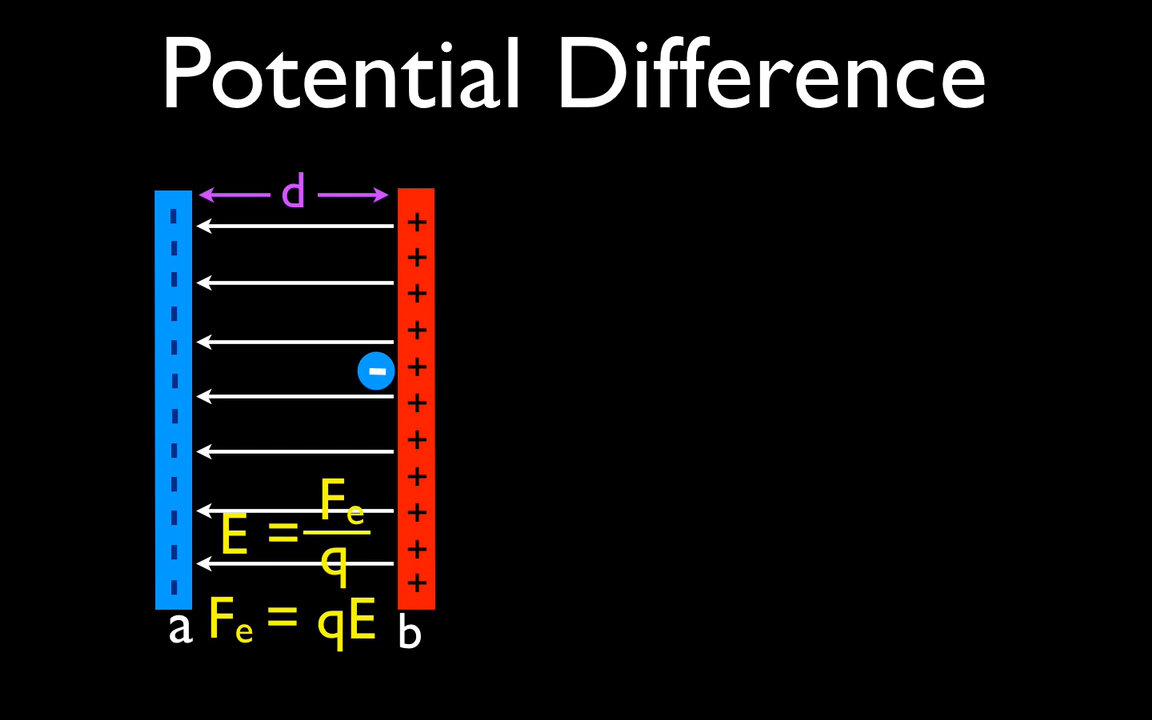 Potential Difference
d
- +
- +
- +
- +
- +
- +
-
- +
- +
- +
- +
- +
- +
E = Fe/q
Fe = qE
a b